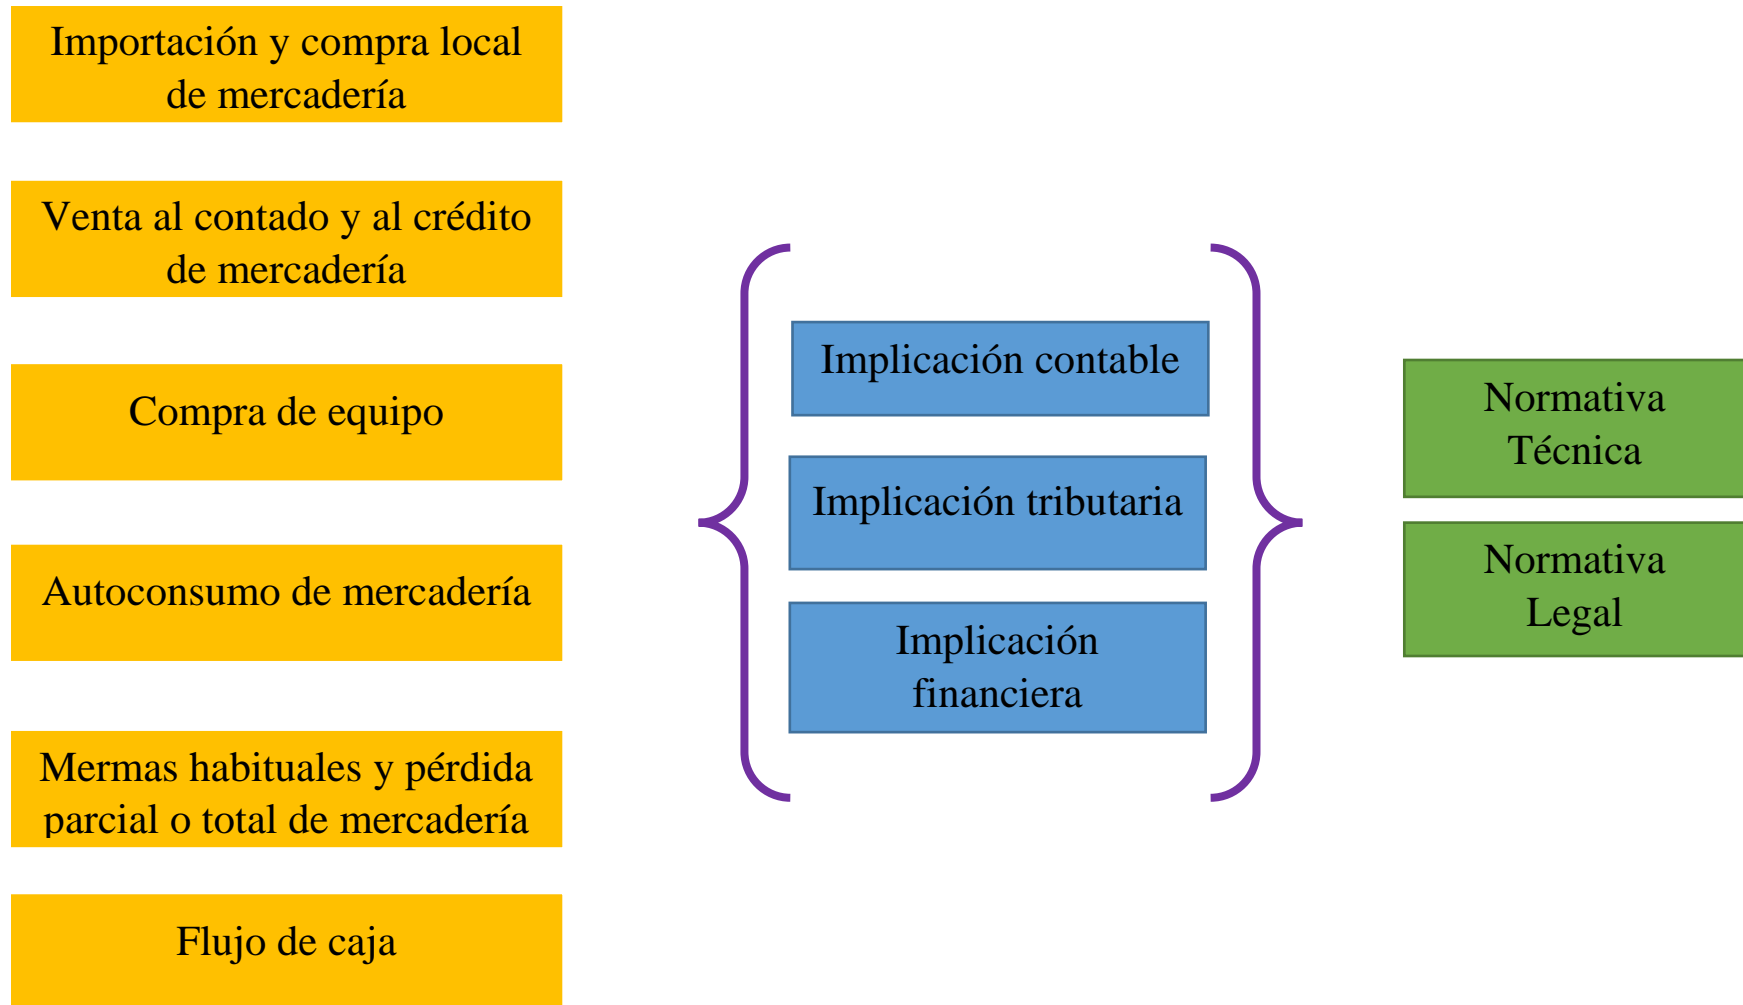 Importación y compra local
de mercadería
Venta al contado y al crédito
de mercadería
Compra de equipo
Autoconsumo de mercadería
Mermas habituales y pérdida
parcial o total de mercadería
Flujo de caja
Implicación contable
Implicación tributaria
Implicación
financiera
Normativa
Técnica
Normativa
Legal